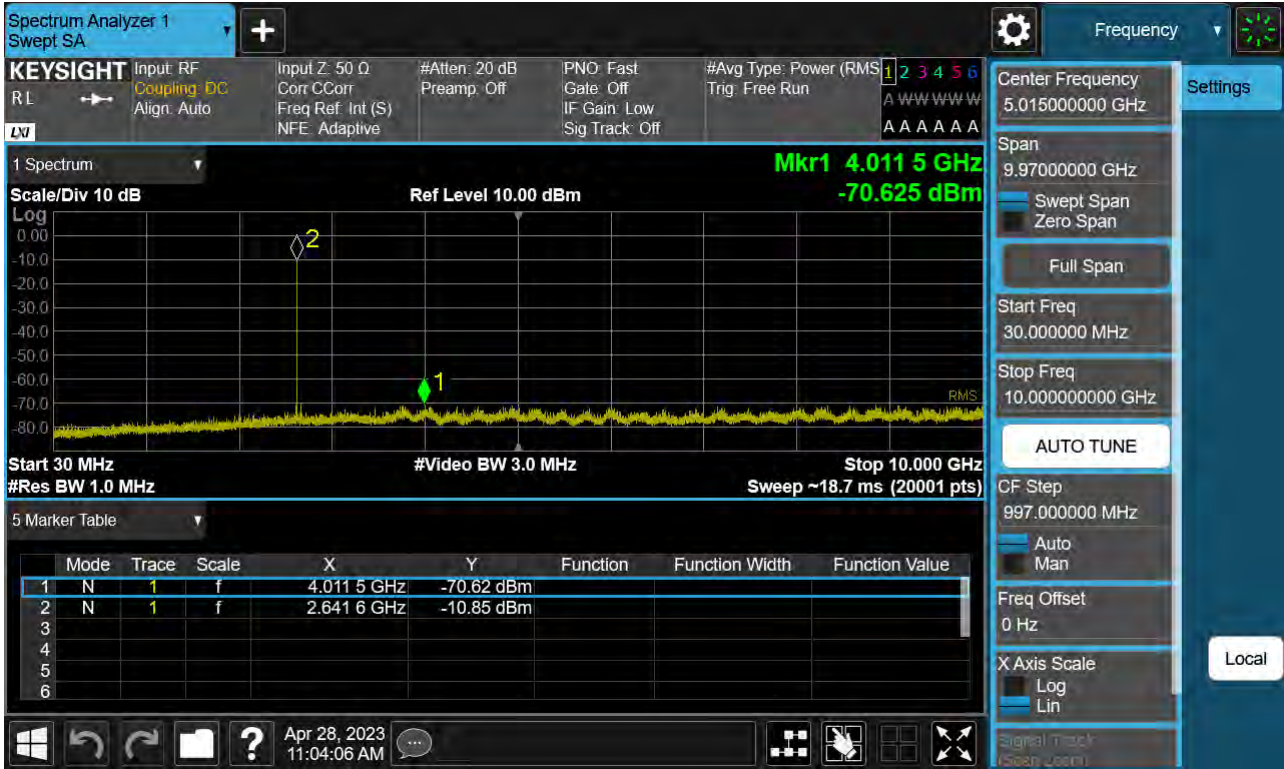 Spectrum Analyzer 1
Swept SA
+
Frequency
KEYSIGHT
Input: RF
Input Z: 50 Ω
#Atten: 20 dB
PNO: Fast
#Avg Type: Power (RMS
1 2 3 4 5 6
RL
Coupling: DC
Corr CCorr
Preamp: Off
Gate: Off
Trig: Free Run
Align: Auto
Freq Ref: Int (S)
IF Gain: Low
A W W W W W
LXI
NFE: Adaptive
Sig Track: Off
A A A A A A
1 Spectrum
Mkr1 4.011 5 GHz
Scale/Div 10 dB
Ref Level 10.00 dBm
-70.625 dBm
Log
0.00
-10.0
-20.0
-30.0
-40.0
-50.0
-60.0
-70.0
-80.0
2
1
RMS
Start 30 MHz
#Video BW 3.0 MHz
Stop 10.000 GHz
#Res BW 1.0 MHz
Sweep ~18.7 ms (20001 pts)
5 Marker Table
Mode Trace Scale X Y Function Function Width Function Value
1 N 1 f 4.011 5 GHz -70.62 dBm
2 N 1 f 2.641 6 GHz -10.85 dBm
3
4
5
6
Center Frequency
5.015000000 GHz
Settings
Span
9.97000000 GHz
Swept Span
Zero Span
Full Span
Start Freq
30.000000 MHz
Stop Freq
10.000000000 GHz
AUTO TUNE
CF Step
997.000000 MHz
Auto
Man
Freq Offset
0 Hz
X Axis Scale
Log
Lin
Local
Signal Track
(Span Zoom)
?
Apr 28, 2023
11:04:06 AM